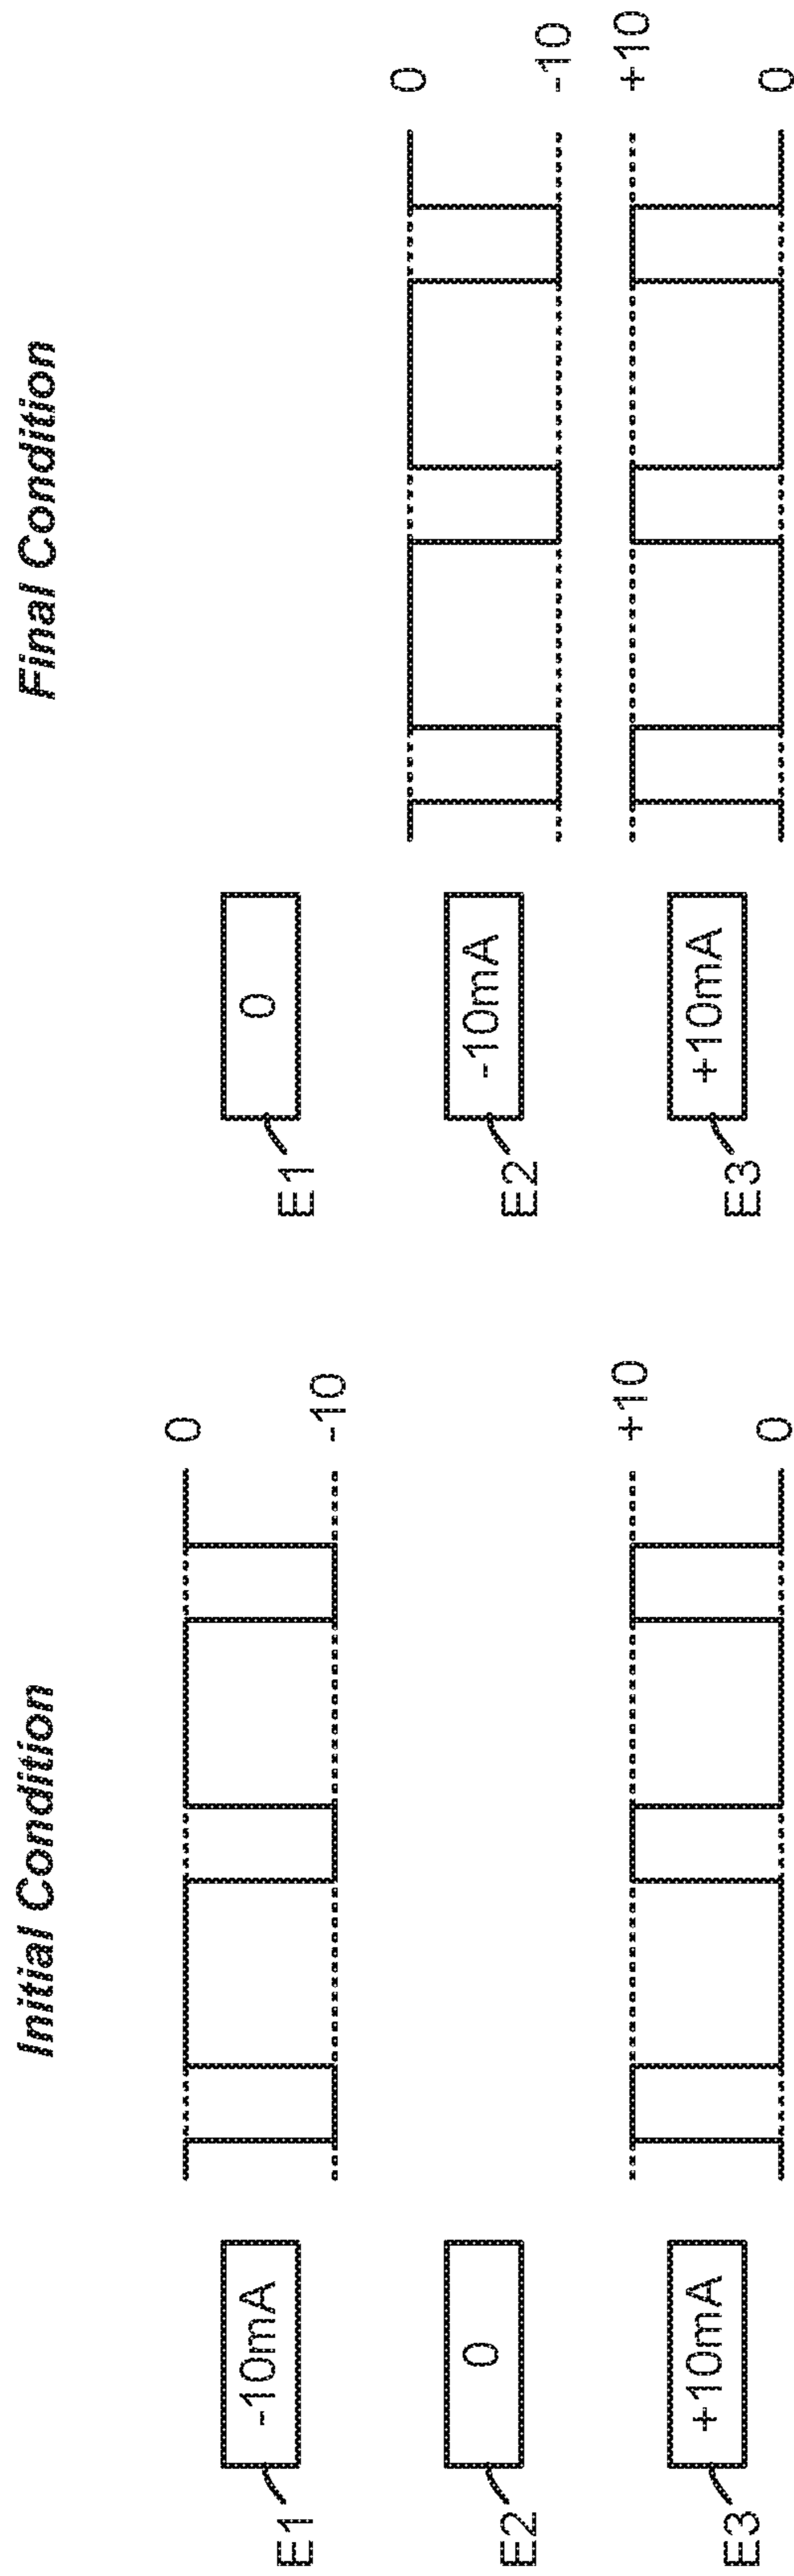 Initial Condition
E1
-10mA
0
-10
E2
0
E3
+10mA
+10
0
Final Condition
E1
0
E2
-10mA
0
-10
E3
+10mA
+10
0